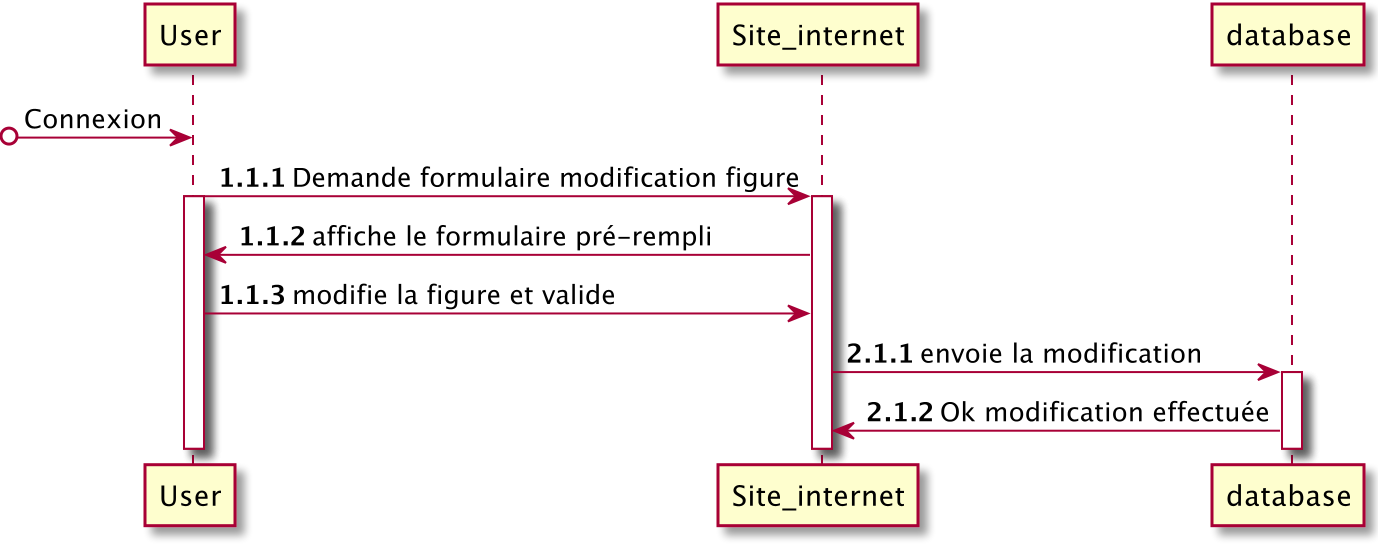 User
Site_internet
database
Connexion
1.1.1 Demande formulaire modification figure
1.1.2 affiche le formulaire pré-rempli
1.1.3 modifie la figure et valide
2.1.1 envoie la modification
2.1.2 Ok modification effectuée
User
Site_internet
database